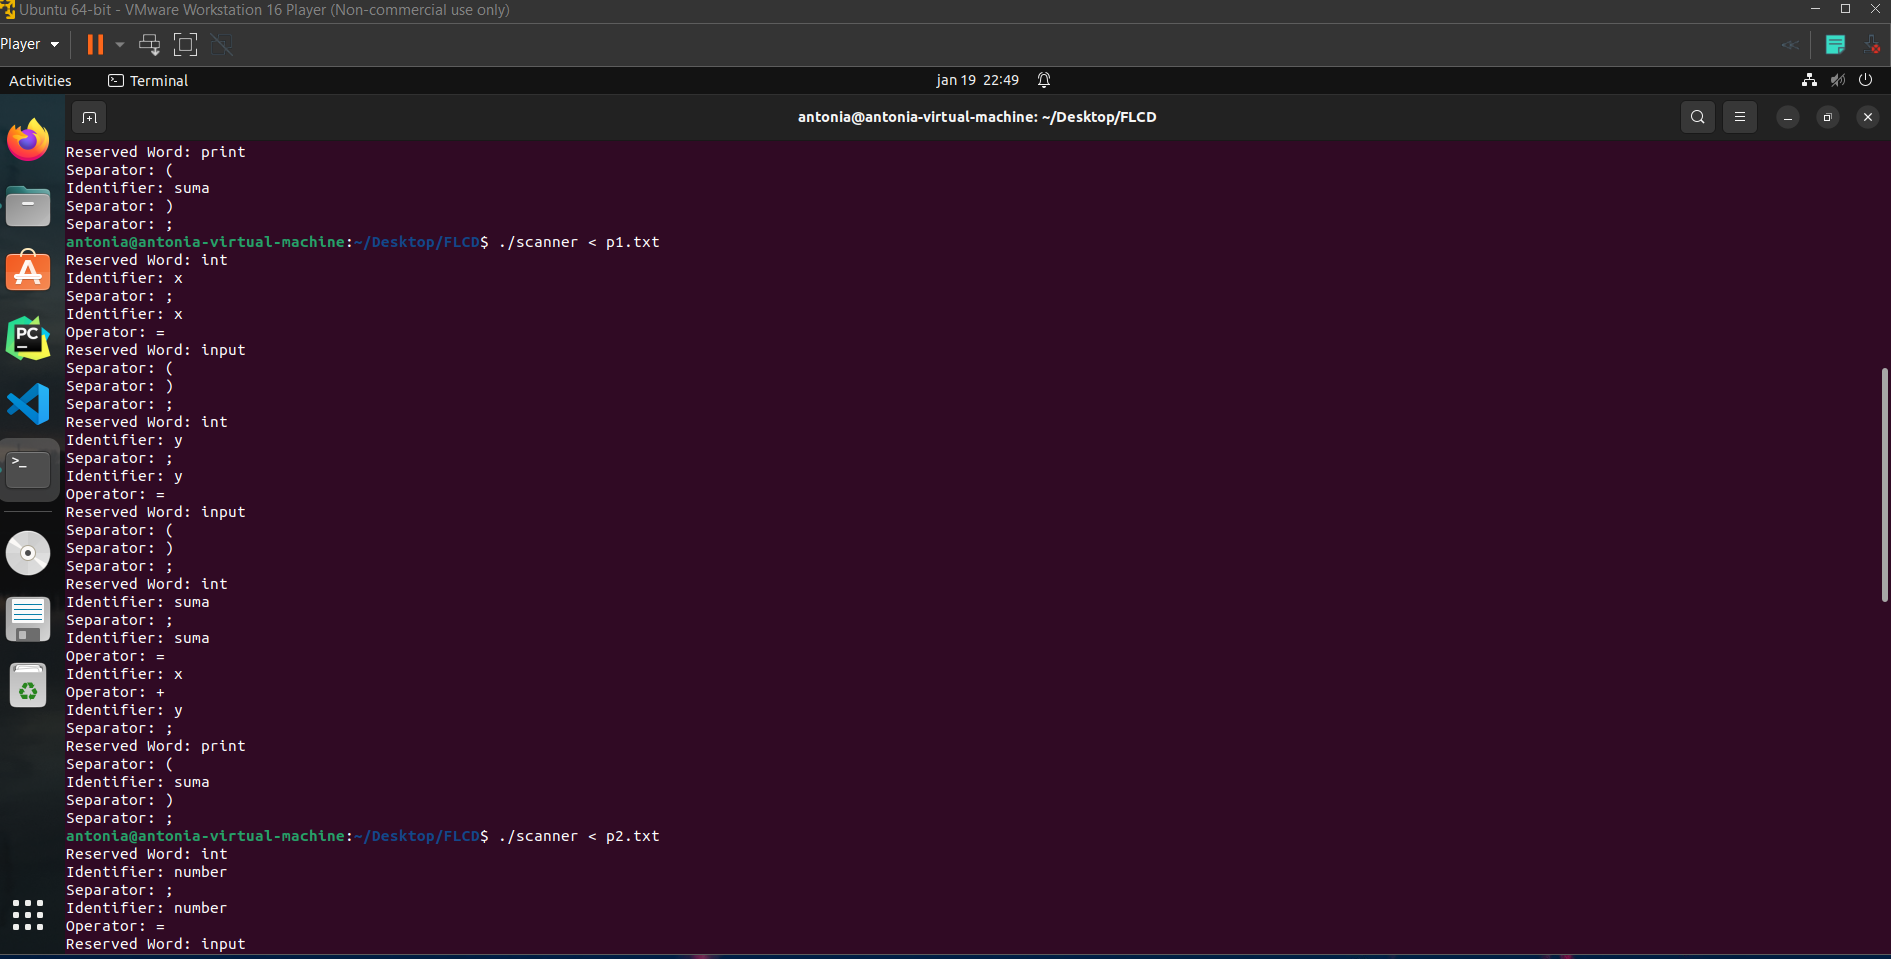 Ubuntu 64-bit - VMware Workstation 16 Player (Non-commercial use only)
Player
Activities
Terminal
jan 19 22:49
antonia@antonia-virtual-machine: ~/Desktop/FLCD
Reserved Word: print
Separator: (
Identifier: suma
Separator: )
Separator: ;
antonia@antonia-virtual-machine:~/Desktop/FLCD$ ./scanner < p1.txt
Reserved Word: int
Identifier: x
Separator: ;
Identifier: x
Operator: =
Reserved Word: input
Separator: (
Separator: )
Separator: ;
Reserved Word: int
Identifier: y
Separator: ;
Identifier: y
Operator: =
Reserved Word: input
Separator: (
Separator: )
Separator: ;
Reserved Word: int
Identifier: suma
Separator: ;
Identifier: suma
Operator: =
Identifier: x
Operator: +
Identifier: y
Separator: ;
Reserved Word: print
Separator: (
Identifier: suma
Separator: )
Separator: ;
antonia@antonia-virtual-machine:~/Desktop/FLCD$ ./scanner < p2.txt
Reserved Word: int
Identifier: number
Separator: ;
Identifier: number
Operator: =
Reserved Word: input
PC
>_